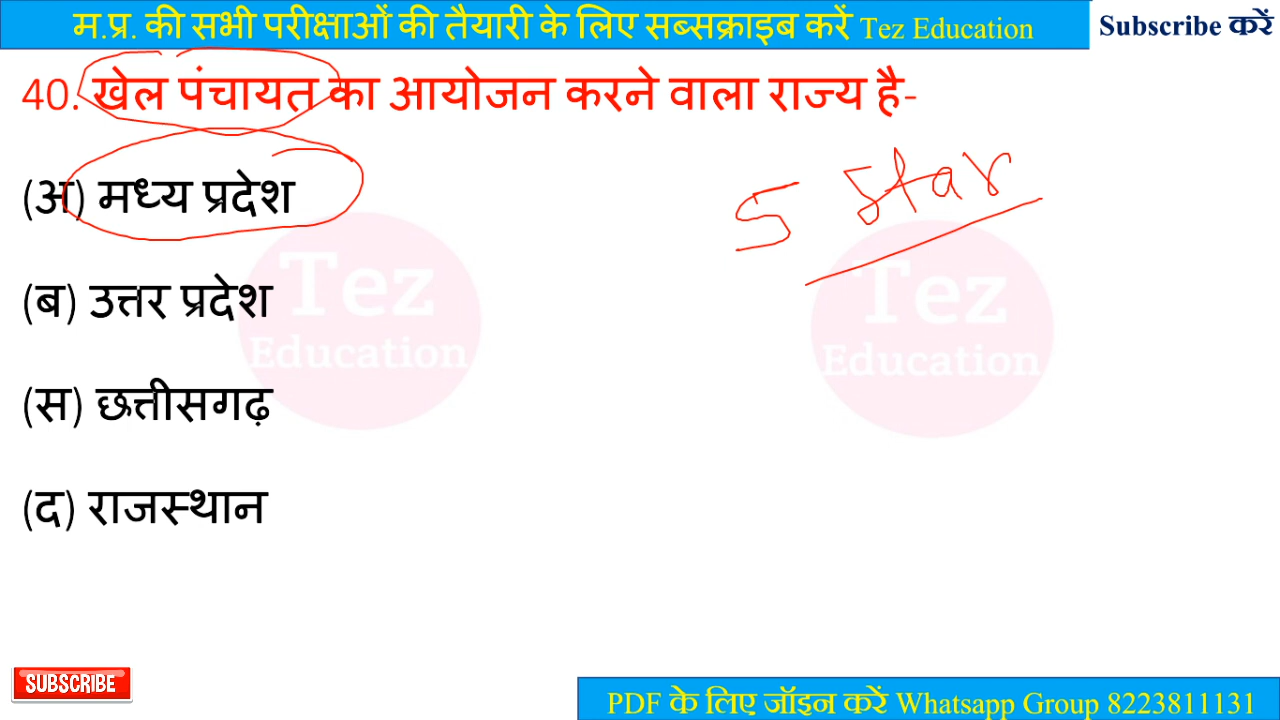 म.प्र. की सभी परीक्षाओं की तैयारी के लिए सब्सक्राइब करें Tez Education Subscribe करें
40. खेल पंचायत का आयोजन करने वाला राज्य है-
5 Star
(अ) मध्य प्रदेश
(ब) उत्तर प्रदेश
(स) छत्तीसगढ़
(द) राजस्थान
Tez
Education
Tez
Education
SUBSCRIBE
PDF के लिए जॉइन करें Whatsapp Group 8223811131